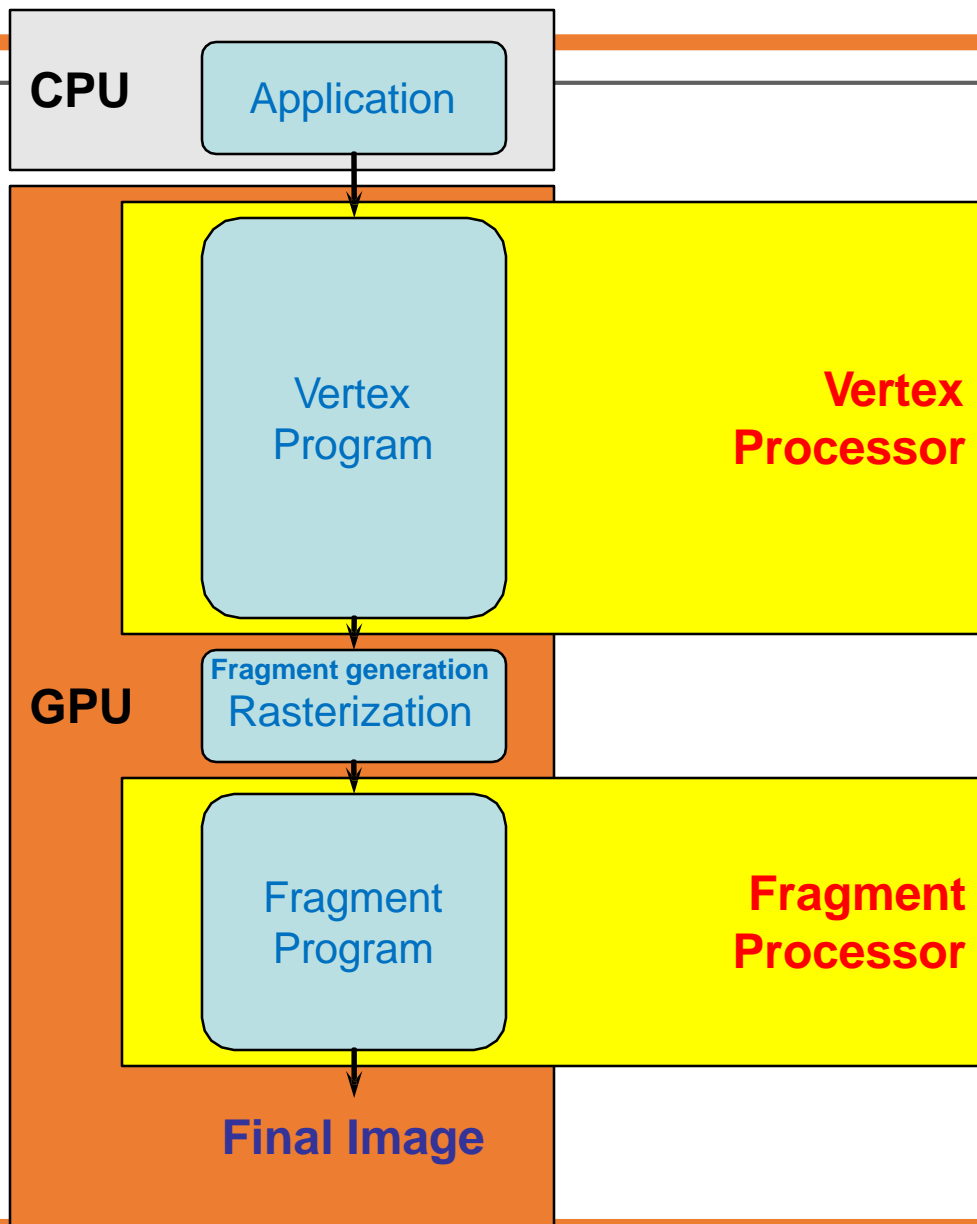 CPU
Application
Vertex
Program
Vertex
Processor
Fragment generation
Rasterization
GPU
Fragment
Program
Fragment
Processor
Final Image